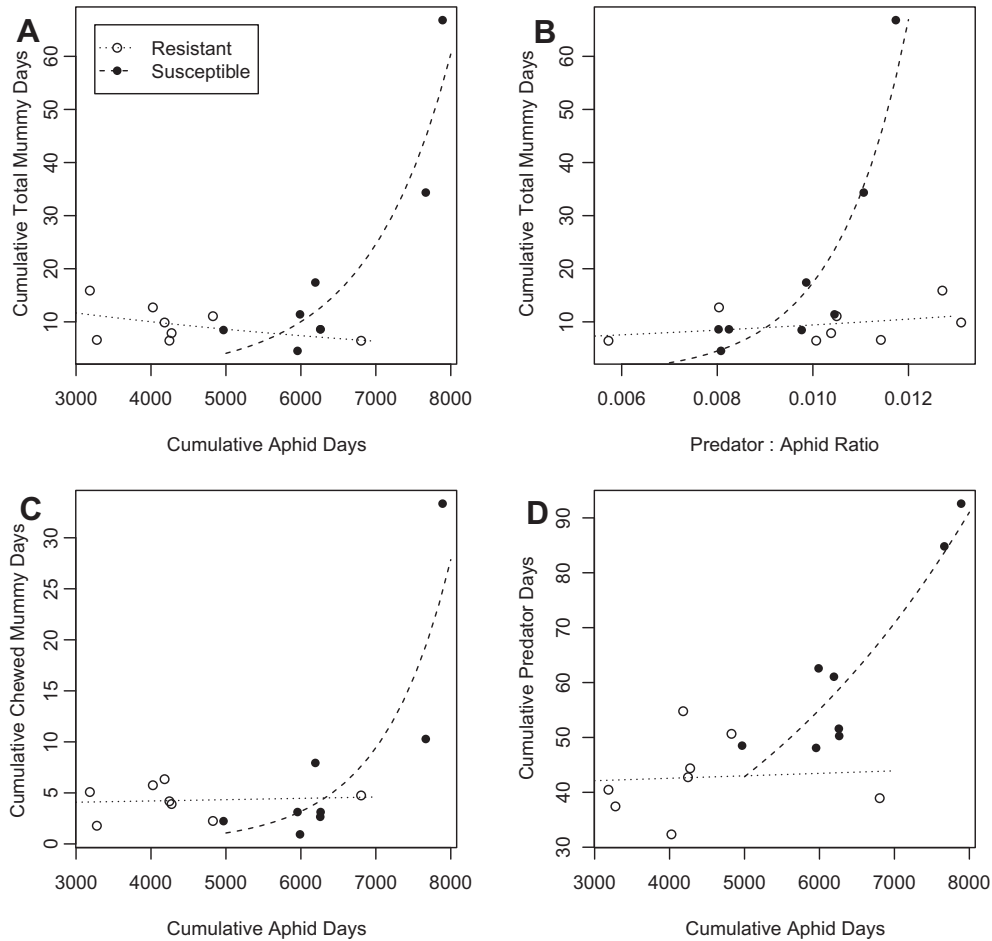 A
Cumulative Total Mummy Days
60
50
40
30
20
10
Resistant
Susceptible
3000 4000 5000 6000 7000 8000
Cumulative Aphid Days
B
Cumulative Total Mummy Days
60
50
40
30
20
10
0.006 0.008 0.010 0.012
Predator : Aphid Ratio
C
Cumulative Chewed Mummy Days
30
25
20
15
10
5
0
3000 4000 5000 6000 7000 8000
Cumulative Aphid Days
D
Cumulative Predator Days
90
80
70
60
50
40
30
3000 4000 5000 6000 7000 8000
Cumulative Aphid Days